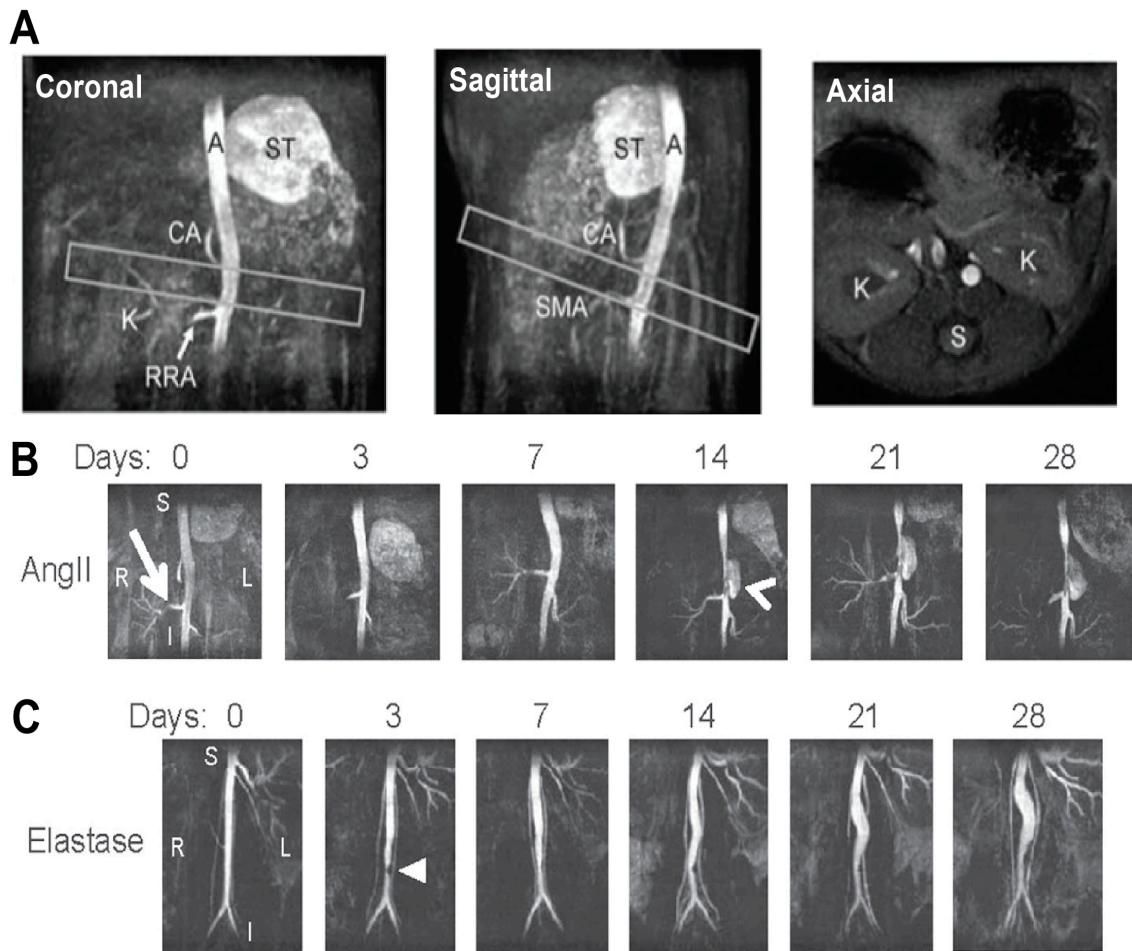 A
Coronal
A
ST
CA
K
RRA
Sagittal
ST
A
CA
SMA
Axial
K
K
S
B
Days: 0 3 7 14 21 28
AngII
S
R
L
I
C
Days: 0 3 7 14 21 28
Elastase
S
R
L
I